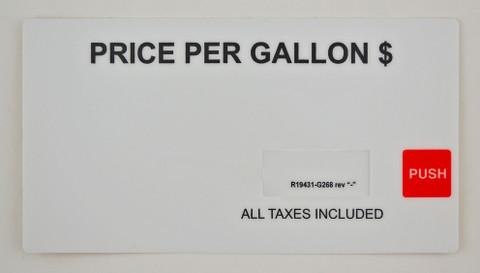 PRICE PER GALLON $
PUSH
R19431-G268 rev "-"
ALL TAXES INCLUDED